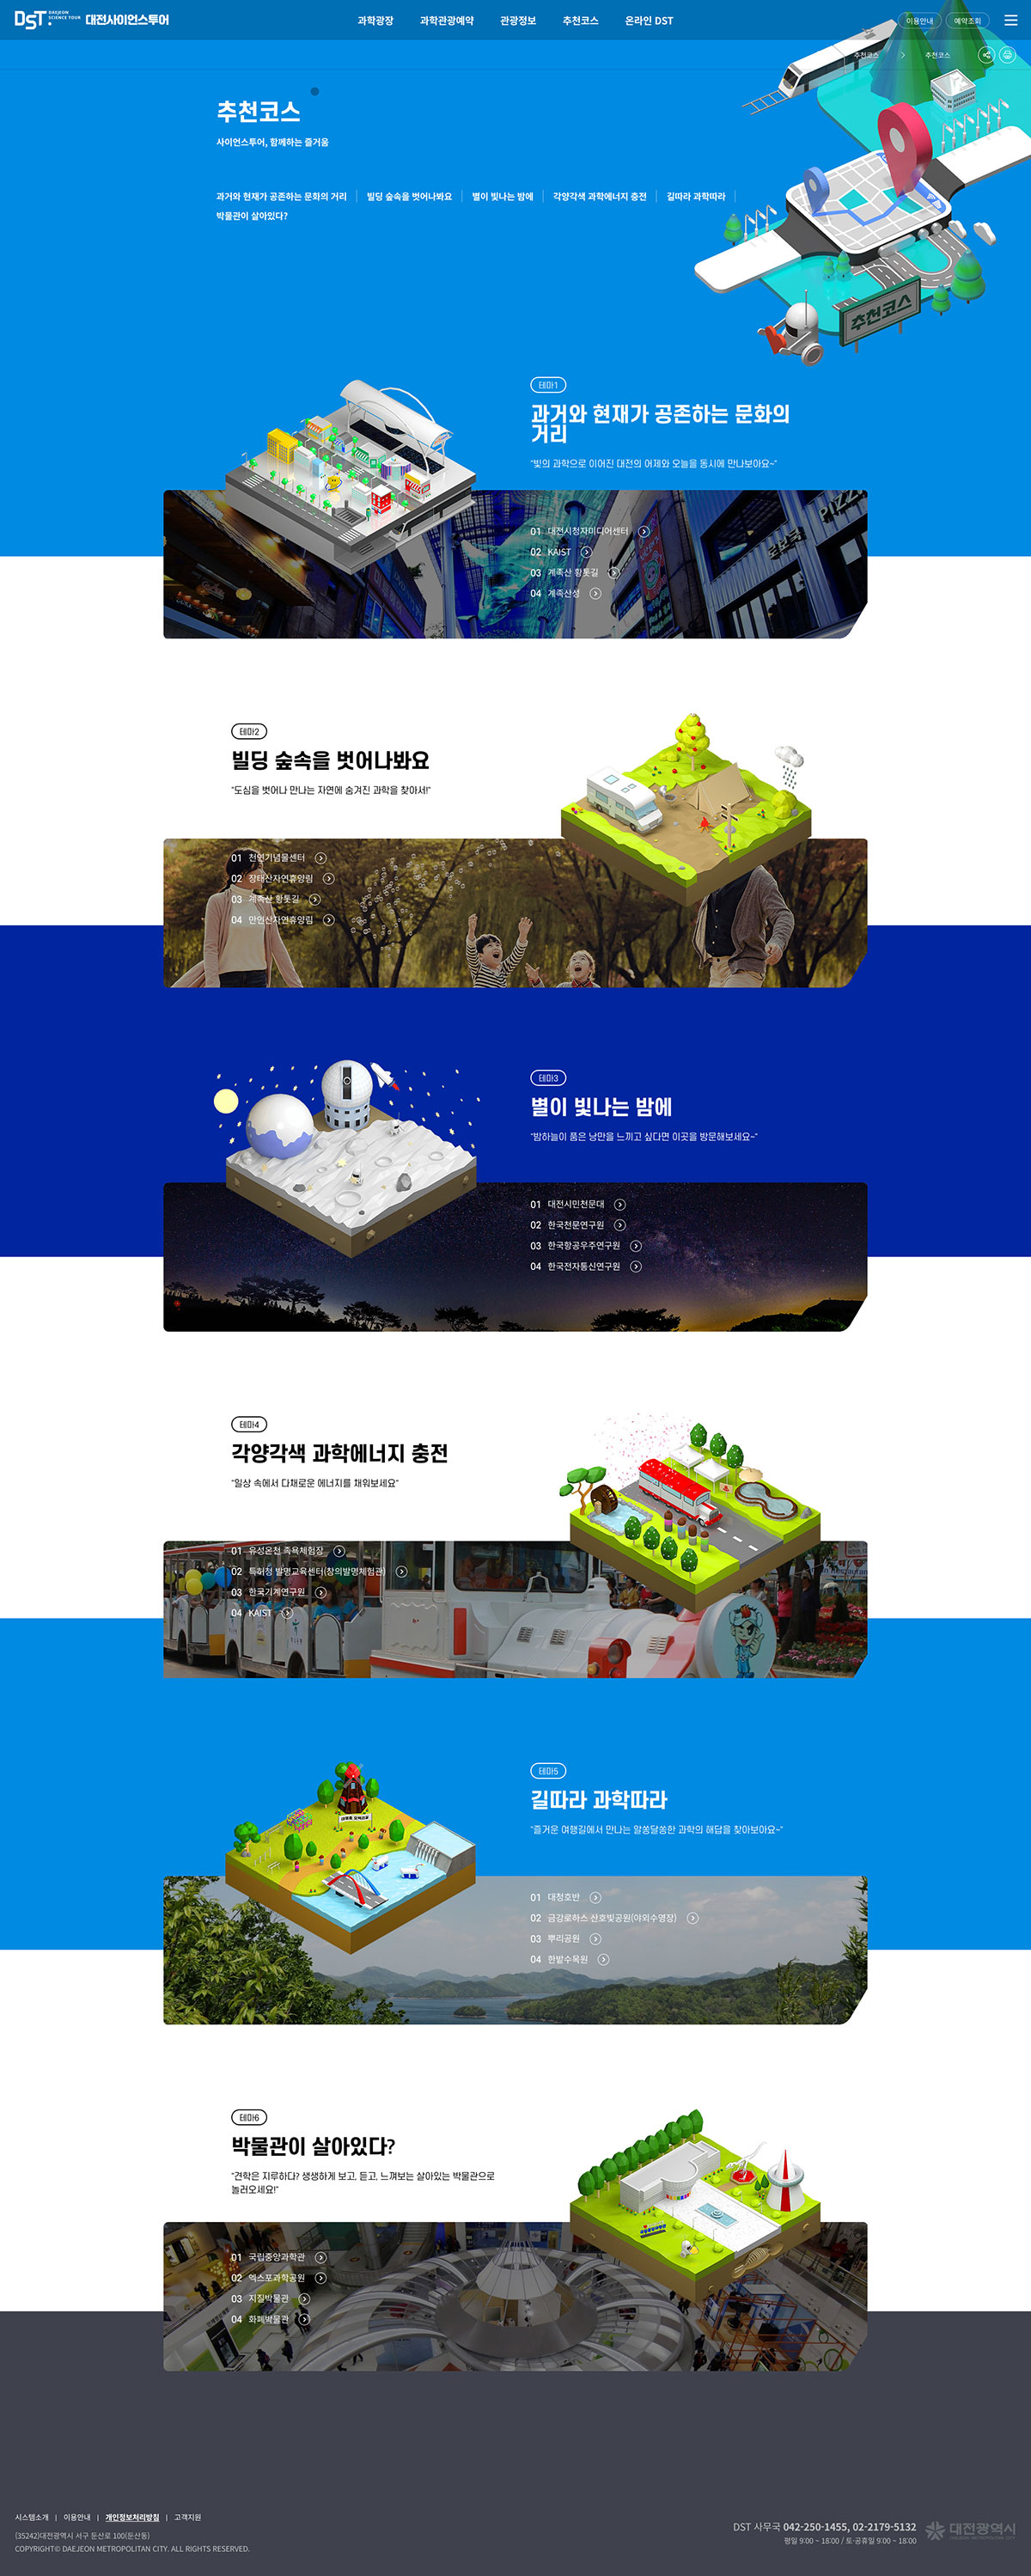 DST DAEJEON SCIENCE TOUR 대전사이언스투어
과학광장 과학관광예약 관광정보 추천코스 온라인 DST
이용안내 예약조회
추천코스 > 추천코스
추천코스
사이언스투어, 함께하는 즐거움
과거와 현재가 공존하는 문화의 거리 | 빌딩 숲속을 벗어나봐요 | 별이 빛나는 밤에 | 각양각색 과학에너지 충전 | 길따라 과학따라 |
박물관이 살아있다?
추천코스
테마1
과거와 현재가 공존하는 문화의
거리
"빛의 과학으로 이어진 대전의 어제와 오늘을 동시에 만나보아요~"
01 대전시청자미디어센터
02 KAIST
03 계족산 황톳길
04 계족산성
테마2
빌딩 숲속을 벗어나봐요
"도심을 벗어나 만나는 자연에 숨겨진 과학을 찾아서!"
01 천연기념물센터
02 장태산자연휴양림
03 계족산 황톳길
04 만인산자연휴양림
테마3
별이 빛나는 밤에
"밤하늘이 품은 낭만을 느끼고 싶다면 이곳을 방문해보세요~"
01 대전시민천문대
02 한국천문연구원
03 한국항공우주연구원
04 한국전자통신연구원
테마4
각양각색 과학에너지 충전
"일상 속에서 다채로운 에너지를 채워보세요"
01 유성온천 족욕체험장
02 특허청 발명교육센터(창의발명체험관)
03 한국기계연구원
04 KAIST
테마5
길따라 과학따라
"즐거운 여행길에서 만나는 알쏭달쏭한 과학의 해답을 찾아보아요~"
01 대청호반
02 금강로하스 산호빛공원(야외수영장)
03 뿌리공원
04 한밭수목원
테마6
박물관이 살아있다?
"견학은 지루하다? 생생하게 보고, 듣고, 느껴보는 살아있는 박물관으로
놀러오세요!"
01 국립중앙과학관
02 엑스포과학공원
03 지질박물관
04 화폐박물관
시스템소개 | 이용안내 | 개인정보처리방침 | 고객지원
(35242)대전광역시 서구 둔산로 100(둔산동)
COPYRIGHT© DAEJEON METROPOLITAN CITY. ALL RIGHTS RESERVED.
DST 사무국 042-250-1455, 02-2179-5132
평일 9:00 ~ 18:00 / 토·공휴일 9:00 ~ 18:00
대전광역시